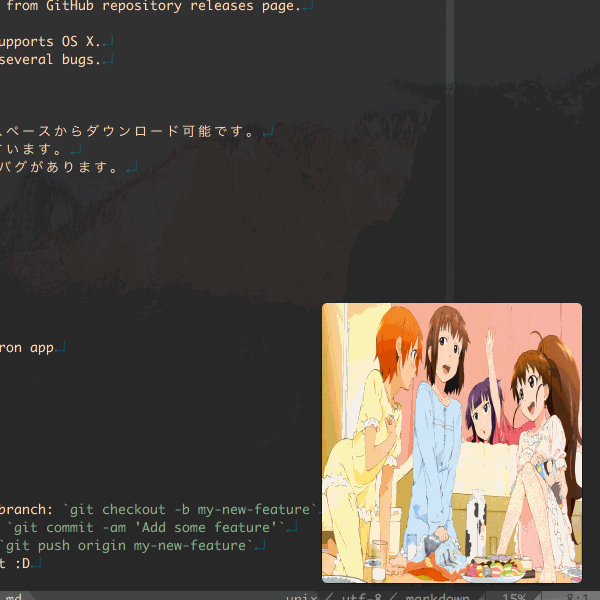 from GitHub repository releases page.
upports OS X.
several bugs.
ペースからダウンロード可能です。
います。
バグがあります。
ron app
branch: `git checkout -b my-new-feature`
`git commit -am 'Add some feature'`
`git push origin my-new-feature`
t :D
md unix / utf-8 / markdown 15% 8:1